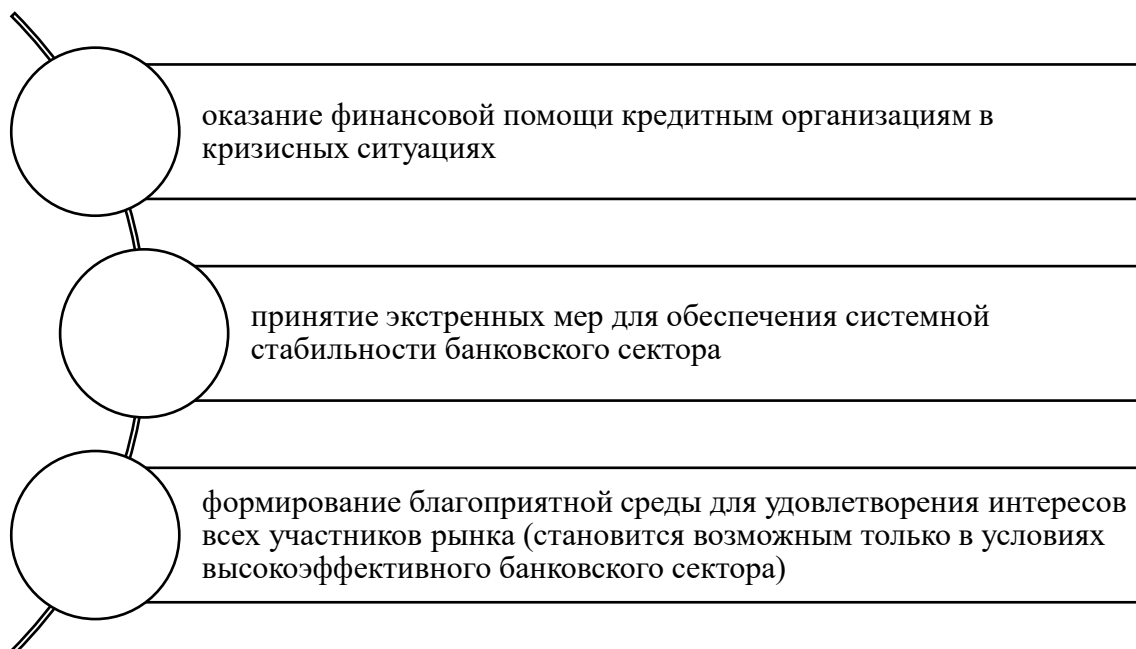 оказание финансовой помощи кредитным организациям в
кризисных ситуациях
принятие экстренных мер для обеспечения системной
стабильности банковского сектора
формирование благоприятной среды для удовлетворения интересов
всех участников рынка (становится возможным только в условиях
высокоэффективного банковского сектора)